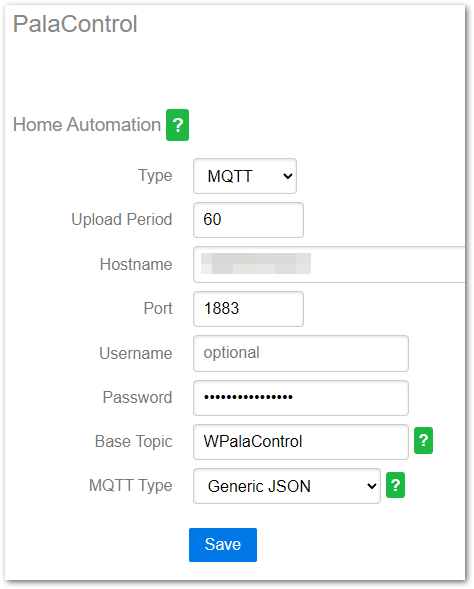 PalaControl
Home Automation ?
Type MQTT
Upload Period 60
Hostname
Port 1883
Username optional
Password ••••••••••••••••
Base Topic WPalaControl ?
MQTT Type Generic JSON ?
Save